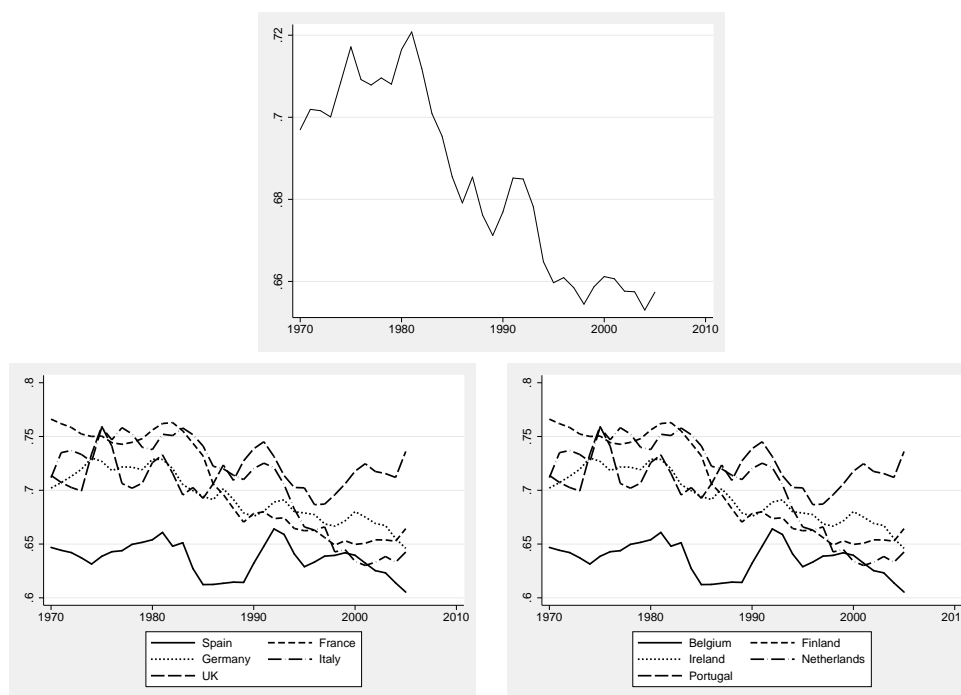 .72
.7
.68
.66
1970 1980 1990 2000 2010
.8
.75
.7
.65
.6
1970 1980 1990 2000 2010
Spain France
Germany Italy
UK
.8
.75
.7
.65
.6
1970 1980 1990 2000 2010
Belgium Finland
Ireland Netherlands
Portugal